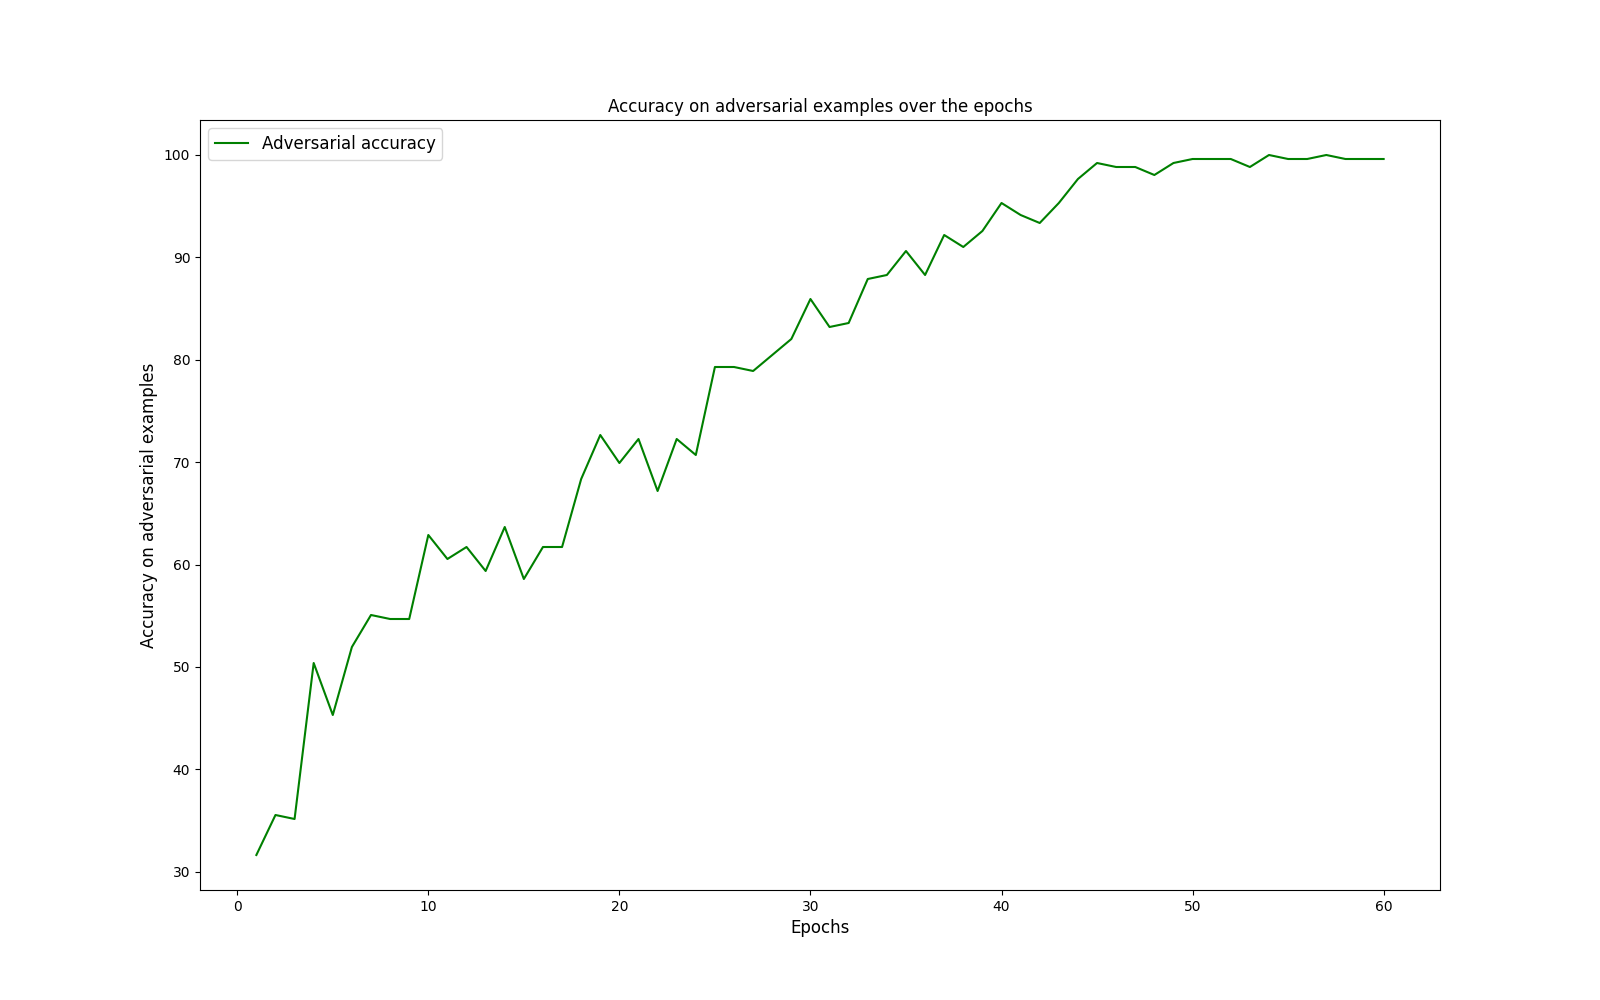 Accuracy on adversarial examples over the epochs
Adversarial accuracy
Accuracy on adversarial examples
100
90
80
70
60
50
40
30
0 10 20 30 40 50 60
Epochs